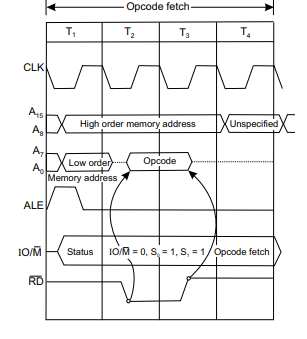 Opcode fetch
T1 T2 T3 T4
CLK
A15
High order memory address Unspecified
A8
A7
Low order Opcode
A0
Memory address
ALE
IO/M̅ Status IO/M̅ = 0, S0 = 1, S1 = 1 Opcode fetch
R̅D̅